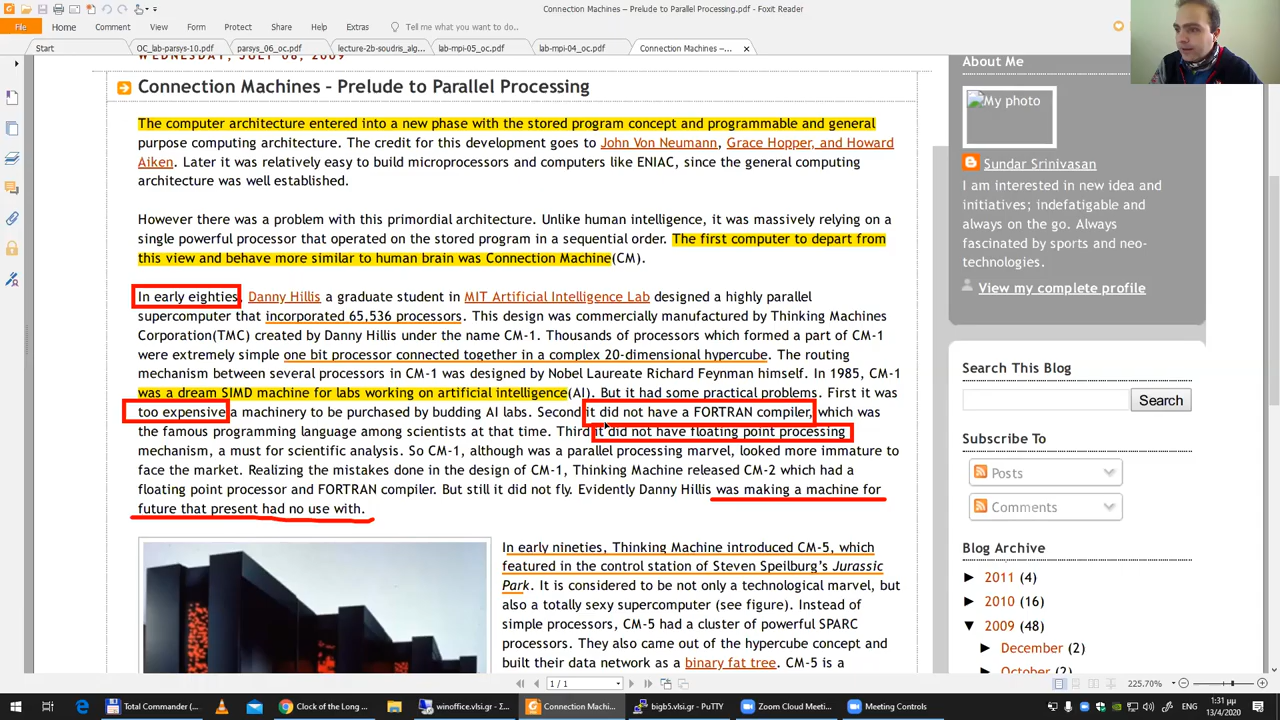 Connection Machines – Prelude to Parallel Processing.pdf - Foxit Reader
File
Home
Comment
View
Form
Protect
Share
Help
Extras
Tell me what you want to do...
Start
OC_lab-parsys-10.pdf
parsys_06_oc.pdf
lecture-2b-soudris_alg...
lab-mpi-05_oc.pdf
lab-mpi-04_oc.pdf
Connection Machines –...
WEDNESDAY, JULY 08, 2009
Connection Machines - Prelude to Parallel Processing
The computer architecture entered into a new phase with the stored program concept and programmable and general
purpose computing architecture. The credit for this development goes to John Von Neumann, Grace Hopper, and Howard
Aiken. Later it was relatively easy to build microprocessors and computers like ENIAC, since the general computing
architecture was well established.
However there was a problem with this primordial architecture. Unlike human intelligence, it was massively relying on a
single powerful processor that operated on the stored program in a sequential order. The first computer to depart from
this view and behave more similar to human brain was Connection Machine(CM).
In early eighties, Danny Hillis a graduate student in MIT Artificial Intelligence Lab designed a highly parallel
supercomputer that incorporated 65,536 processors. This design was commercially manufactured by Thinking Machines
Corporation(TMC) created by Danny Hillis under the name CM-1. Thousands of processors which formed a part of CM-1
were extremely simple one bit processor connected together in a complex 20-dimensional hypercube. The routing
mechanism between several processors in CM-1 was designed by Nobel Laureate Richard Feynman himself. In 1985, CM-1
was a dream SIMD machine for labs working on artificial intelligence(AI). But it had some practical problems. First it was
too expensive a machinery to be purchased by budding AI labs. Second it did not have a FORTRAN compiler, which was
the famous programming language among scientists at that time. Third it did not have floating point processing
mechanism, a must for scientific analysis. So CM-1, although was a parallel processing marvel, looked more immature to
face the market. Realizing the mistakes done in the design of CM-1, Thinking Machine released CM-2 which had a
floating point processor and FORTRAN compiler. But still it did not fly. Evidently Danny Hillis was making a machine for
future that present had no use with.
In early nineties, Thinking Machine introduced CM-5, which
featured in the control station of Steven Speilburg's Jurassic
Park. It is considered to be not only a technological marvel, but
also a totally sexy supercomputer (see figure). Instead of
simple processors, CM-5 had a cluster of powerful SPARC
processors. They also came out of the hypercube concept and
built their data network as a binary fat tree. CM-5 is a
About Me
My photo
Sundar Srinivasan
I am interested in new idea and
initiatives; indefatigable and
always on the go. Always
fascinated by sports and neo-
technologies.
View my complete profile
Search This Blog
Search
Subscribe To
Posts
Comments
Blog Archive
► 2011 (4)
► 2010 (16)
▼ 2009 (48)
► December (2)
► October (2)
1 / 1
225.70%
Total Commander (...
Clock of the Long ...
winoffice.vlsi.gr - ...
Connection Machi...
bigb5.vlsi.gr - PuTTY
Zoom Cloud Meeti...
Meeting Controls
1:31 μμ
13/4/2020